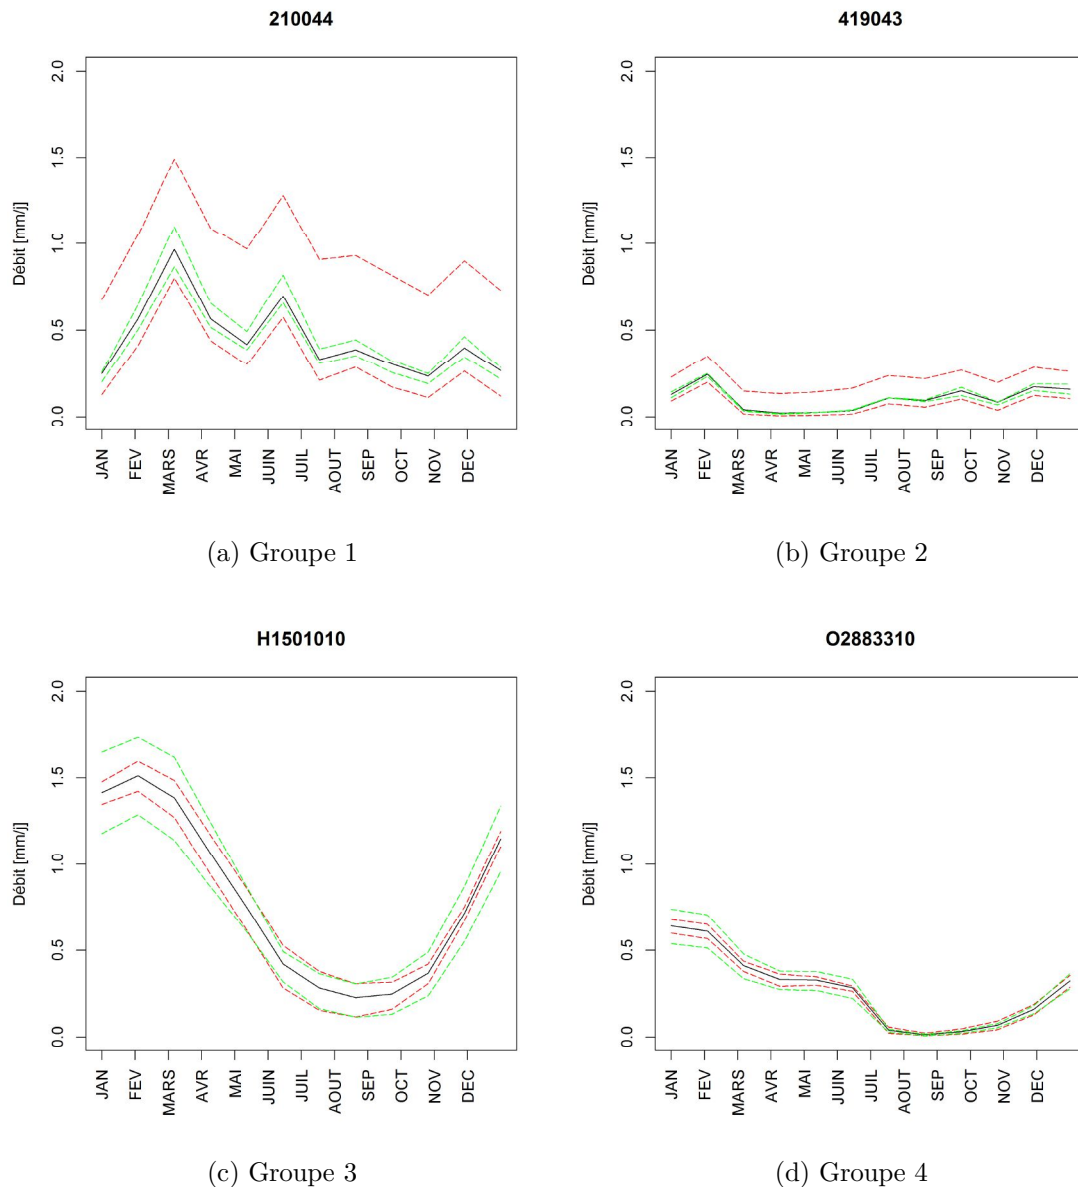 210044
2.0
1.5
1.0
0.5
0.0
Débit [mm/j]
JAN
FEV
MARS
AVR
MAI
JUIN
JUIL
AOUT
SEP
OCT
NOV
DEC
(a) Groupe 1
419043
2.0
1.5
1.0
0.5
0.0
Débit [mm/j]
JAN
FEV
MARS
AVR
MAI
JUIN
JUIL
AOUT
SEP
OCT
NOV
DEC
(b) Groupe 2
H1501010
2.0
1.5
1.0
0.5
0.0
Débit [mm/j]
JAN
FEV
MARS
AVR
MAI
JUIN
JUIL
AOUT
SEP
OCT
NOV
DEC
(c) Groupe 3
O2883310
2.0
1.5
1.0
0.5
0.0
Débit [mm/j]
JAN
FEV
MARS
AVR
MAI
JUIN
JUIL
AOUT
SEP
OCT
NOV
DEC
(d) Groupe 4